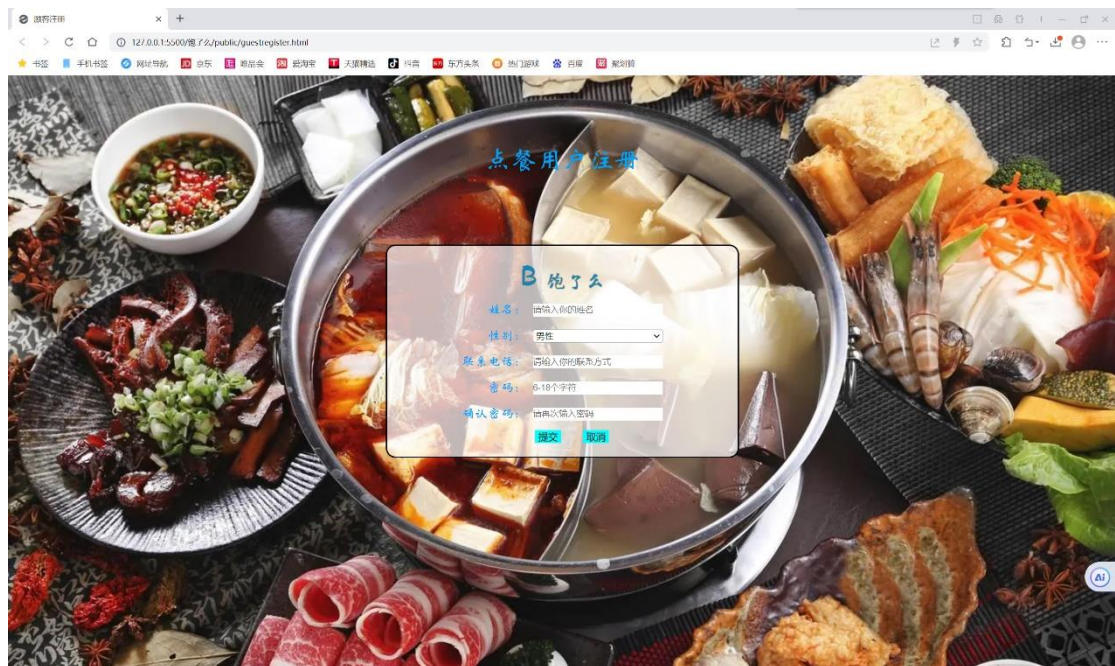 游客注册
127.0.0.1:5500/饱了么/public/guestregister.html
书签 手机书签 网址导航 京东 唯品会 爱淘宝 天猫精选 抖音 东方头条 热门游戏 百度
点餐用户注册
B 饱了么
姓名： 请输入你的姓名
性别： 男性
联系电话： 请输入你的联系方式
密码： 6-18个字符
确认密码： 请再次输入密码
提交 取消
Ai